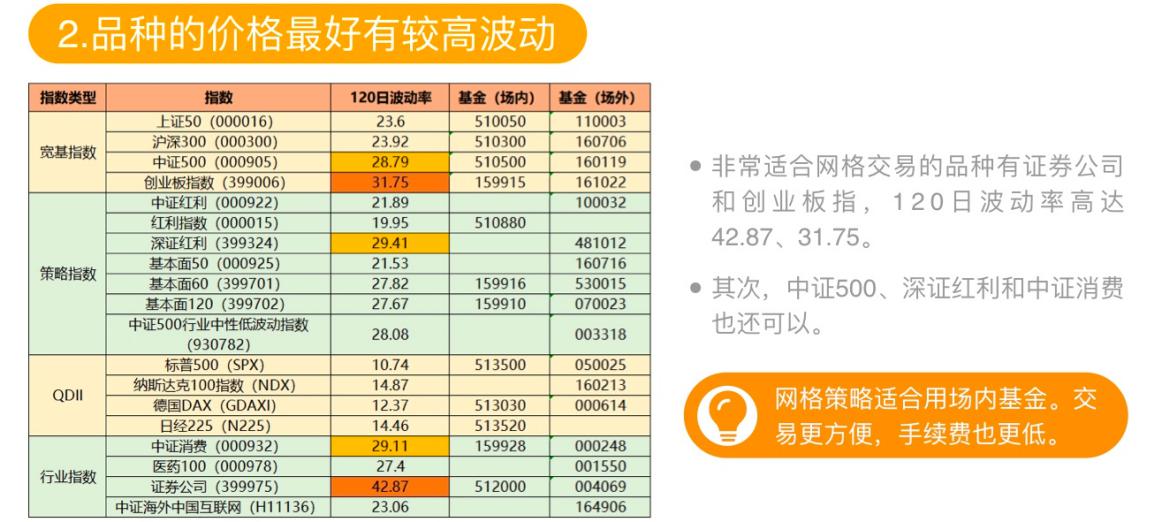 2.品种的价格最好有较高波动
指数类型 指数 120日波动率 基金（场内） 基金（场外）
宽基指数
上证50（000016） 23.6 510050 110003
沪深300（000300） 23.92 510300 160706
中证500（000905） 28.79 510500 160119
创业板指数（399006） 31.75 159915 161022
策略指数
中证红利（000922） 21.89 100032
红利指数（000015） 19.95 510880
深证红利（399324） 29.41 481012
基本面50（000925） 21.53 160716
基本面60（399701） 27.82 159916 530015
基本面120（399702） 27.67 159910 070023
中证500行业中性低波动指数
（930782） 28.08 003318
QDII
标普500（SPX） 10.74 513500 050025
纳斯达克100指数（NDX） 14.87 160213
德国DAX（GDAXI） 12.37 513030 000614
日经225（N225） 14.46 513520
行业指数
中证消费（000932） 29.11 159928 000248
医药100（000978） 27.4 001550
证券公司（399975） 42.87 512000 004069
中证海外中国互联网（H11136） 23.06 164906
非常适合网格交易的品种有证券公司
和创业板指，120日波动率高达
42.87、31.75。
其次，中证500、深证红利和中证消费
也还可以。
网格策略适合用场内基金。交
易更方便，手续费也更低。